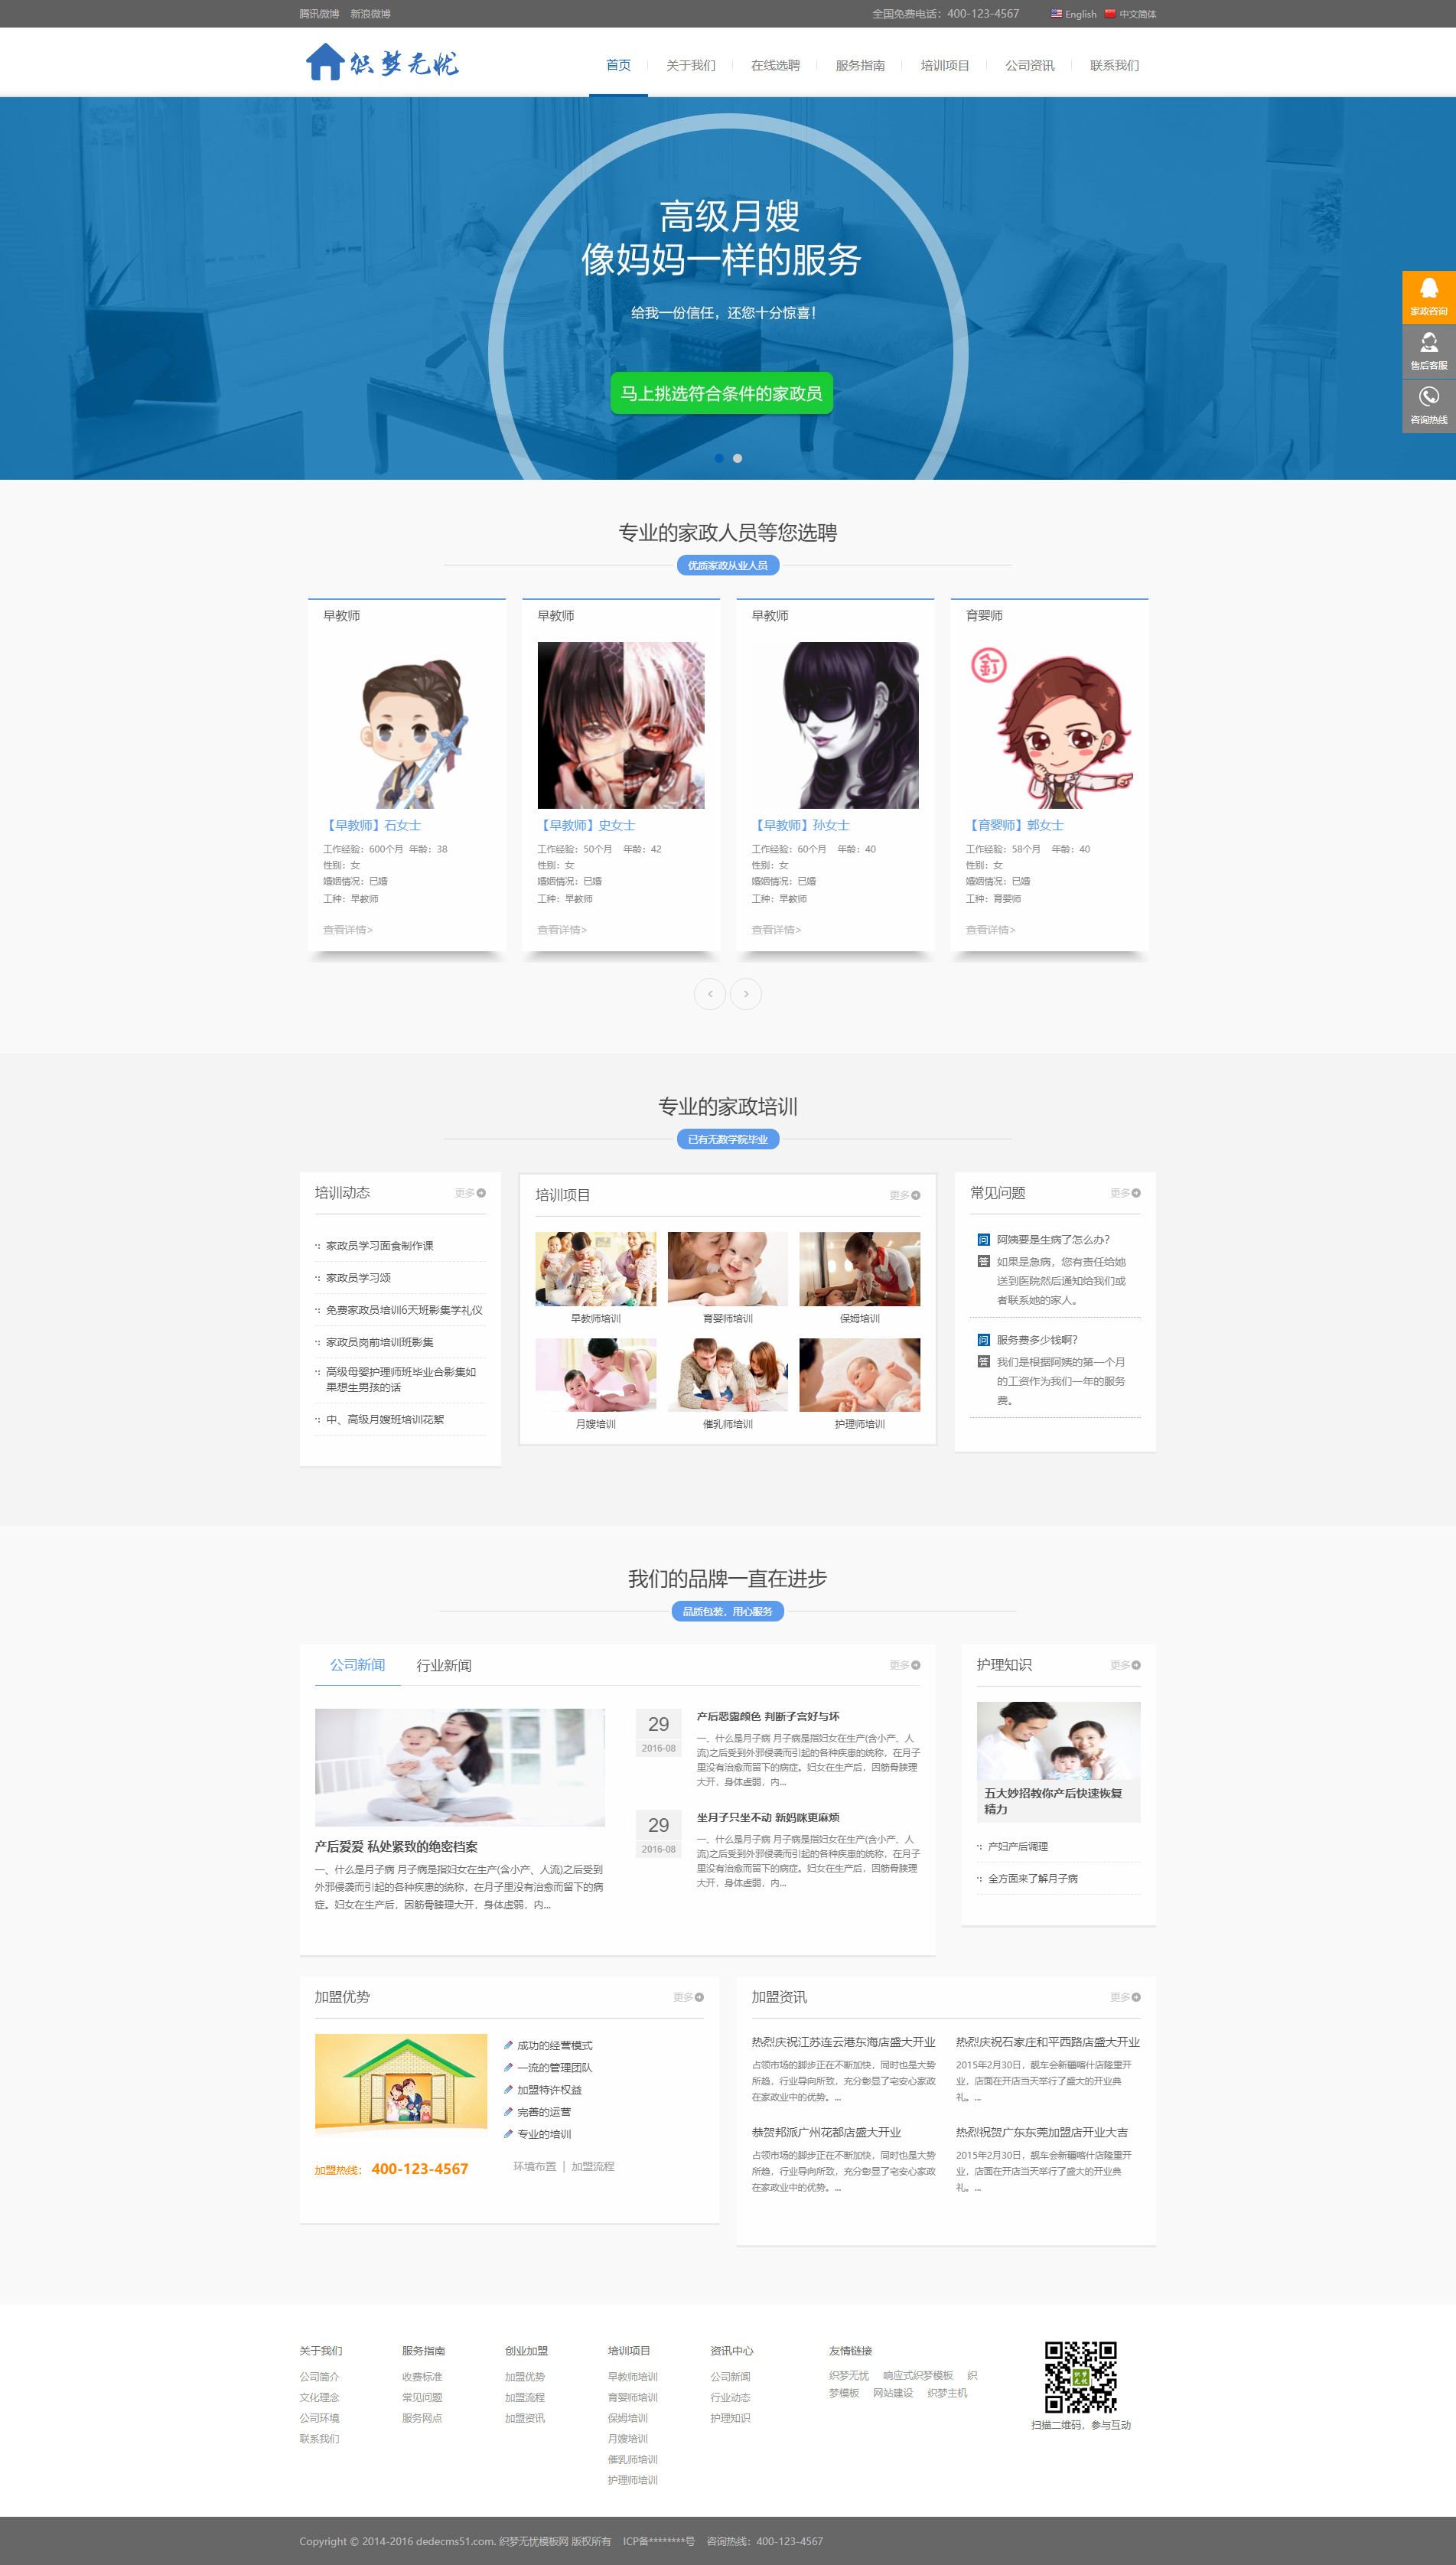 腾讯微博 新浪微博 全国免费电话：400-123-4567 English 中文简体
织梦无忧
首页 关于我们 在线选聘 服务指南 培训项目 公司资讯 联系我们
高级月嫂
像妈妈一样的服务
给我一份信任，还您十分惊喜！
马上挑选符合条件的家政员
家政咨询
售后客服
咨询热线
专业的家政人员等您选聘
优质家政从业人员
早教师
【早教师】石女士
工作经验：600个月 年龄：38
性别：女
婚姻情况：已婚
工种：早教师
查看详情>
早教师
【早教师】史女士
工作经验：50个月 年龄：42
性别：女
婚姻情况：已婚
工种：早教师
查看详情>
早教师
【早教师】孙女士
工作经验：60个月 年龄：40
性别：女
婚姻情况：已婚
工种：早教师
查看详情>
育婴师
【育婴师】郭女士
工作经验：58个月 年龄：40
性别：女
婚姻情况：已婚
工种：育婴师
查看详情>
专业的家政培训
已有无数学院毕业
培训动态 更多
家政员学习面食制作课
家政员学习颂
免费家政员培训6天班影集学礼仪
家政员岗前培训班影集
高级母婴护理师班毕业合影集如
果想生男孩的话
中、高级月嫂班培训花絮
培训项目 更多
早教师培训 育婴师培训 保姆培训
月嫂培训 催乳师培训 护理师培训
常见问题 更多
问 阿姨要是生病了怎么办？
答 如果是急病，您有责任给她
送到医院然后通知给我们或
者联系她的家人。
问 服务费多少钱啊？
答 我们是根据阿姨的第一个月
的工资作为我们一年的服务
费。
我们的品牌一直在进步
品质包装，用心服务
公司新闻 行业新闻 更多
产后爱爱 私处紧致的绝密档案
一、什么是月子病 月子病是指妇女在生产(含小产、人流)之后受到
外邪侵袭而引起的各种疾患的统称，在月子里没有治愈而留下的病
症。妇女在生产后，因筋骨腠理大开，身体虚弱，内...
29
2016-08
产后恶露颜色 判断子宫好与坏
一、什么是月子病 月子病是指妇女在生产(含小产、人
流)之后受到外邪侵袭而引起的各种疾患的统称，在月子
里没有治愈而留下的病症。妇女在生产后，因筋骨腠理
大开，身体虚弱，内...
29
2016-08
坐月子只坐不动 新妈咪更麻烦
一、什么是月子病 月子病是指妇女在生产(含小产、人
流)之后受到外邪侵袭而引起的各种疾患的统称，在月子
里没有治愈而留下的病症。妇女在生产后，因筋骨腠理
大开，身体虚弱，内...
护理知识 更多
五大妙招教你产后快速恢复
精力
产妇产后调理
全方面来了解月子病
加盟优势 更多
成功的经营模式
一流的管理团队
加盟特许权益
完善的运营
专业的培训
加盟热线： 400-123-4567
环境布置 | 加盟流程
加盟资讯 更多
热烈庆祝江苏连云港东海店盛大开业
占领市场的脚步正在不断加快，同时也是大势
所趋，行业导向所致，充分彰显了宅安心家政
在家政业中的优势。...
热烈庆祝石家庄和平西路店盛大开业
2015年2月30日，靓车会新疆喀什店隆重开
业，店面在开店当天举行了盛大的开业典
礼。...
恭贺邦派广州花都店盛大开业
占领市场的脚步正在不断加快，同时也是大势
所趋，行业导向所致，充分彰显了宅安心家政
在家政业中的优势。...
热烈祝贺广东东莞加盟店开业大吉
2015年2月30日，靓车会新疆喀什店隆重开
业，店面在开店当天举行了盛大的开业典
礼。...
关于我们
公司简介
文化理念
公司环境
联系我们
服务指南
收费标准
常见问题
服务网点
创业加盟
加盟优势
加盟流程
加盟资讯
培训项目
早教师培训
育婴师培训
保姆培训
月嫂培训
催乳师培训
护理师培训
资讯中心
公司新闻
行业动态
护理知识
友情链接
织梦无忧 响应式织梦模板 织
梦模板 网站建设 织梦主机
织梦
无忧
扫描二维码，参与互动
Copyright © 2014-2016 dedecms51.com. 织梦无忧模板网 版权所有 ICP备********号 咨询热线：400-123-4567